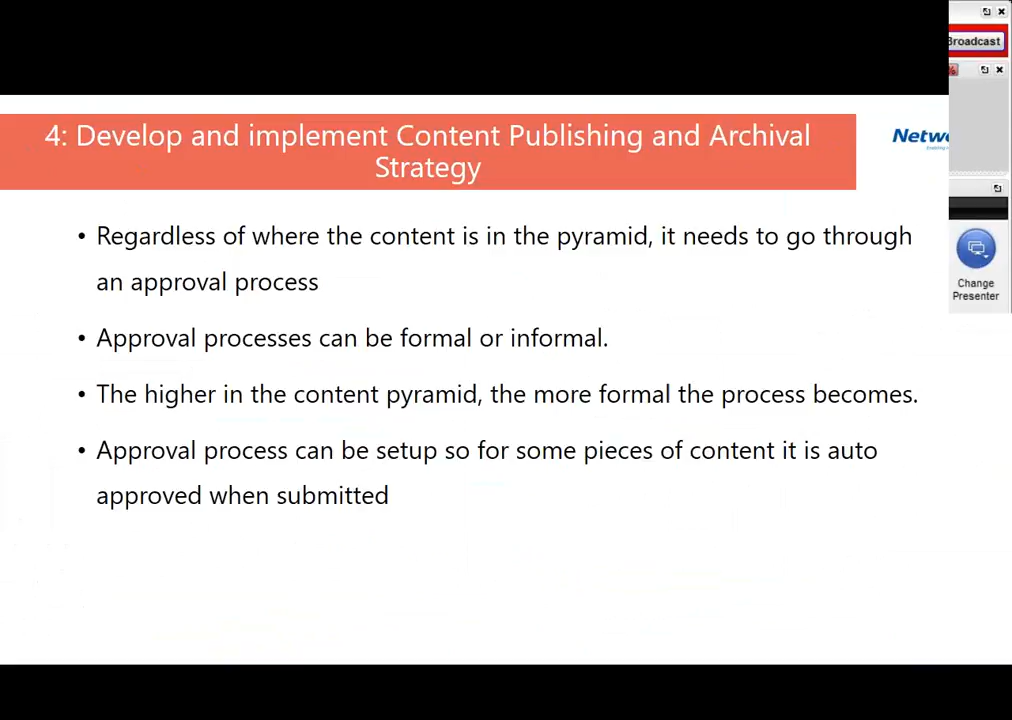 Broadcast
4: Develop and implement Content Publishing and Archival
Strategy
• Regardless of where the content is in the pyramid, it needs to go through
an approval process
• Approval processes can be formal or informal.
• The higher in the content pyramid, the more formal the process becomes.
• Approval process can be setup so for some pieces of content it is auto
approved when submitted
Change
Presenter